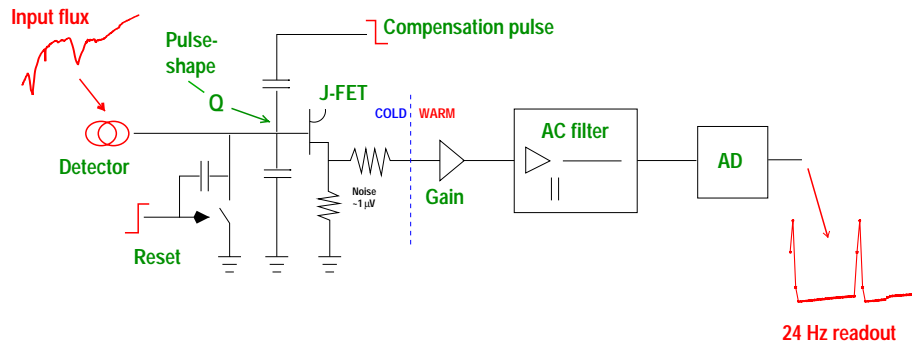 Input flux
Compensation pulse
Pulse-
shape
Q
J-FET
COLD
WARM
AC filter
AD
Detector
Noise
~1 μV
Gain
Reset
24 Hz readout